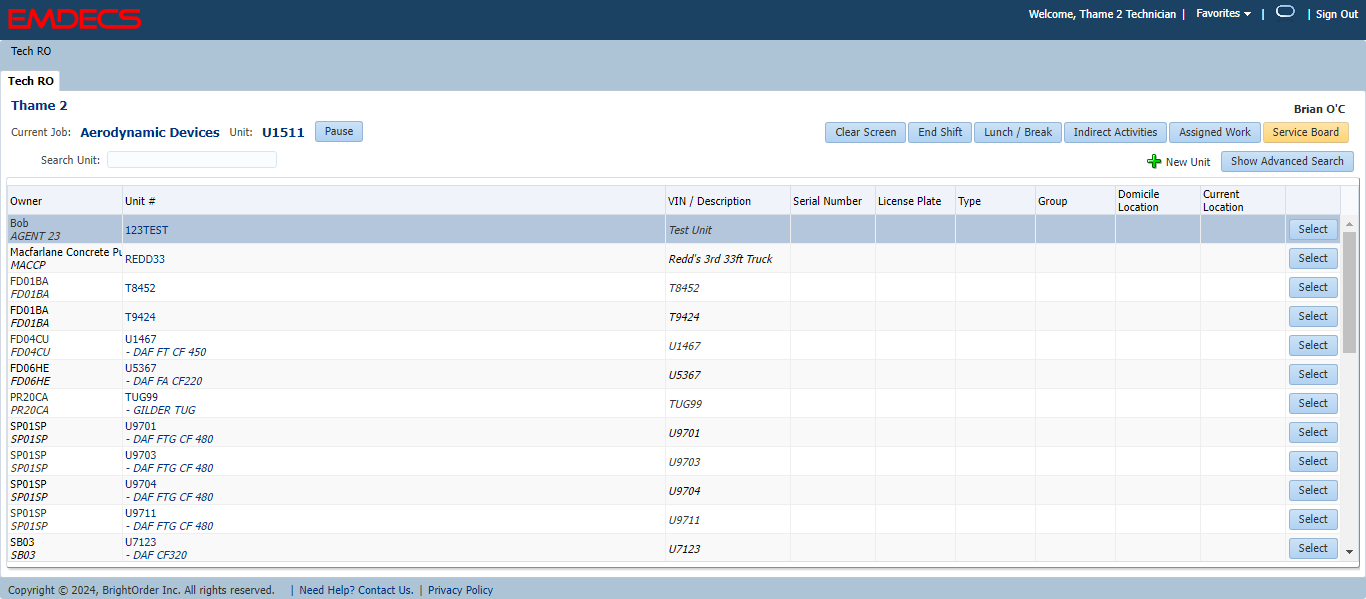 EMDECS
Welcome, Thame 2 Technician | Favorites | | Sign Out
Tech RO
Tech RO
Thame 2
Brian O'C
Current Job: Aerodynamic Devices Unit: U1511 Pause
Clear Screen End Shift Lunch / Break Indirect Activities Assigned Work Service Board
Search Unit:
New Unit Show Advanced Search
Owner Unit # VIN / Description Serial Number License Plate Type Group Domicile Location Current Location
Bob
AGENT 23
123TEST Test Unit Select
Macfarlane Concrete Pu
MACCP
REDD33 Redd's 3rd 33ft Truck Select
FD01BA
FD01BA
T8452 T8452 Select
FD01BA
FD01BA
T9424 T9424 Select
FD04CU U1467
FD04CU - DAF FT CF 450
U1467 Select
FD06HE U5367
FD06HE - DAF FA CF220
U5367 Select
PR20CA TUG99
PR20CA - GILDER TUG
TUG99 Select
SP01SP U9701
SP01SP - DAF FTG CF 480
U9701 Select
SP01SP U9703
SP01SP - DAF FTG CF 480
U9703 Select
SP01SP U9704
SP01SP - DAF FTG CF 480
U9704 Select
SP01SP U9711
SP01SP - DAF FTG CF 480
U9711 Select
SB03 U7123
SB03 - DAF CF320
U7123 Select
Copyright © 2024, BrightOrder Inc. All rights reserved. | Need Help? Contact Us. | Privacy Policy